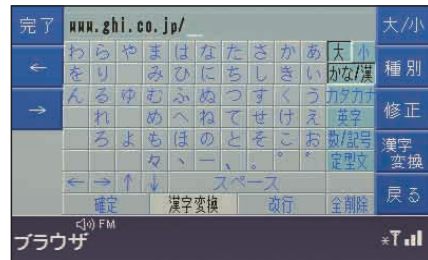 完了 www.ghi.co.jp/_ 大/小
← わ ら や ま は な た さ か あ 大 小 種別
を り み ひ に ち し き い かな/漢
→ ん る ゆ む ふ ぬ つ す く う カタカナ 修正
れ め へ ね て せ け え 英字
ろ よ も ほ の と そ こ お 数/記号 漢字変換
々 、 ー 、 。 ゛ ゜ 定型文
← → ↑ ↓ スペース 戻る
確定 漢字変換 改行 全削除
FM
ブラウザ